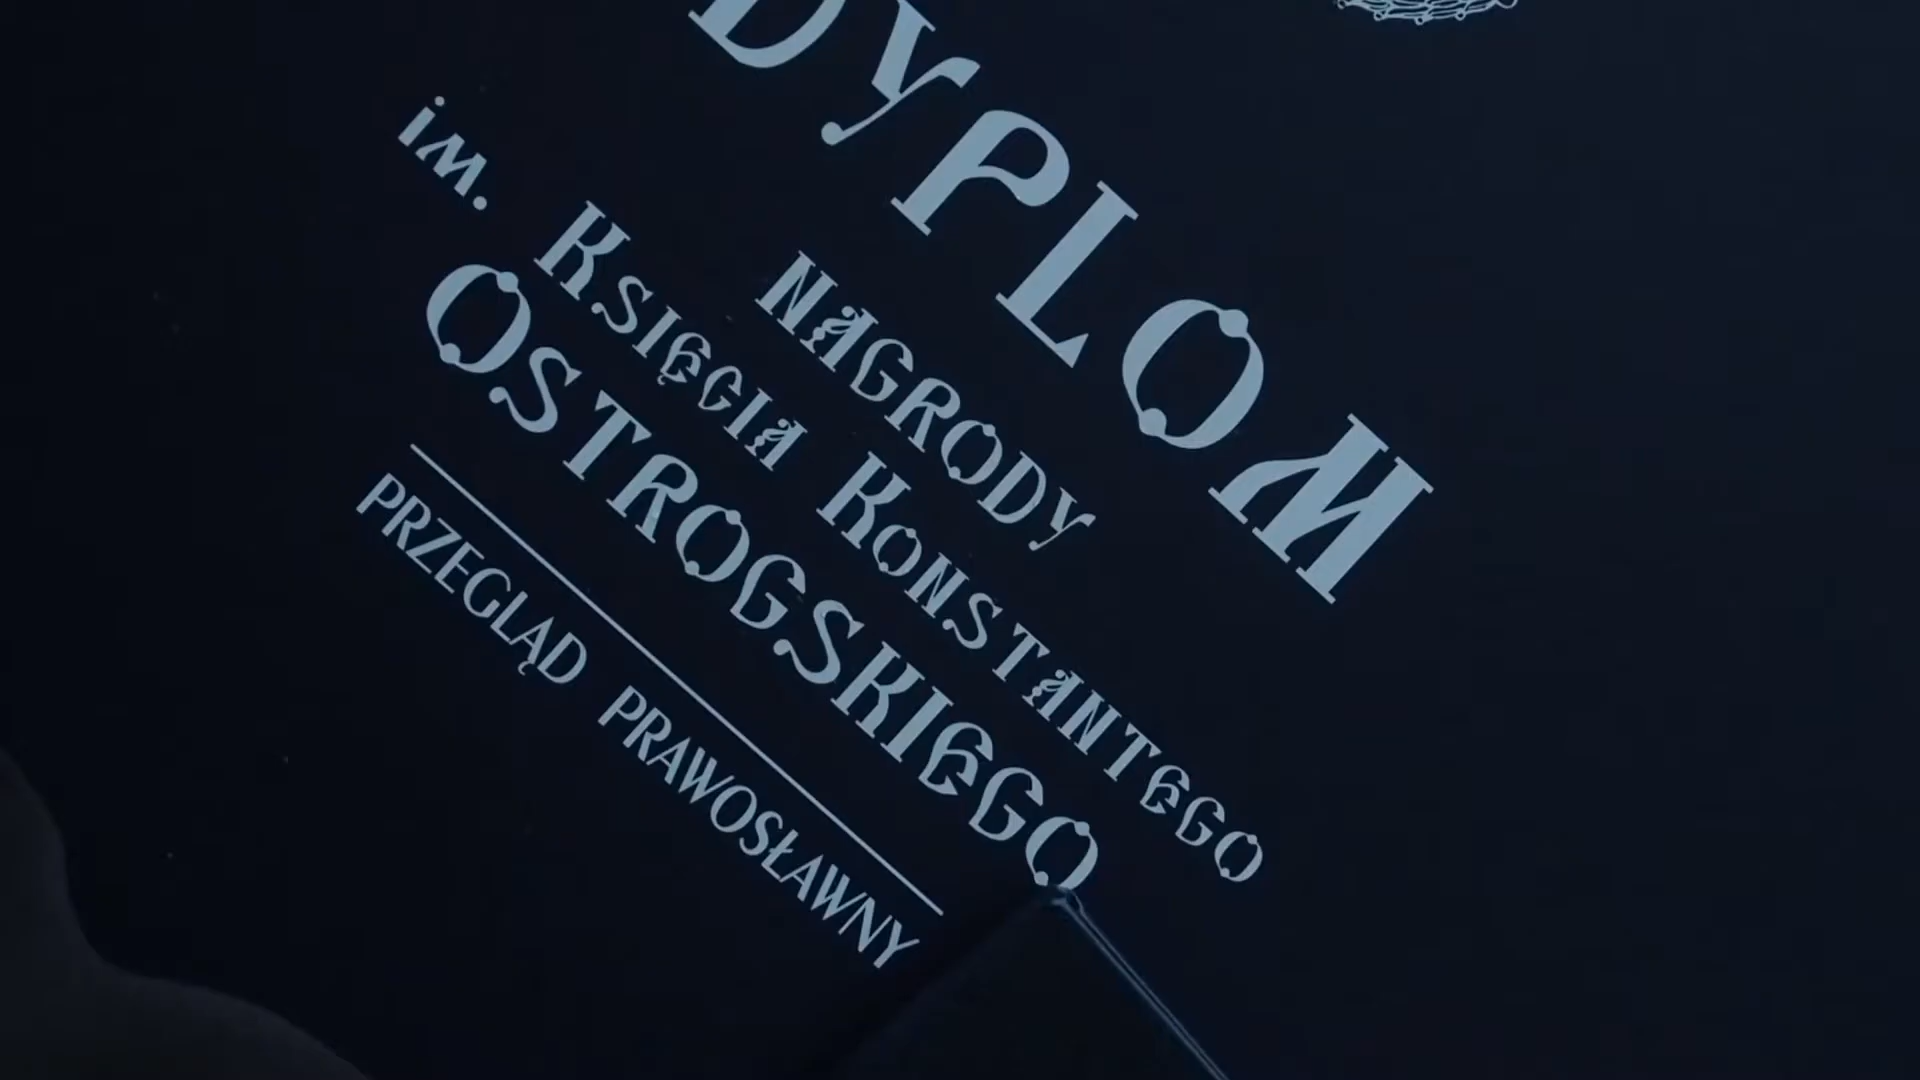 DYPLOM
NAGRODY
im. KSIĘCIA KONSTANTEGO
OSTROGSKIEGO
PRZEGLĄD PRAWOSŁAWNY